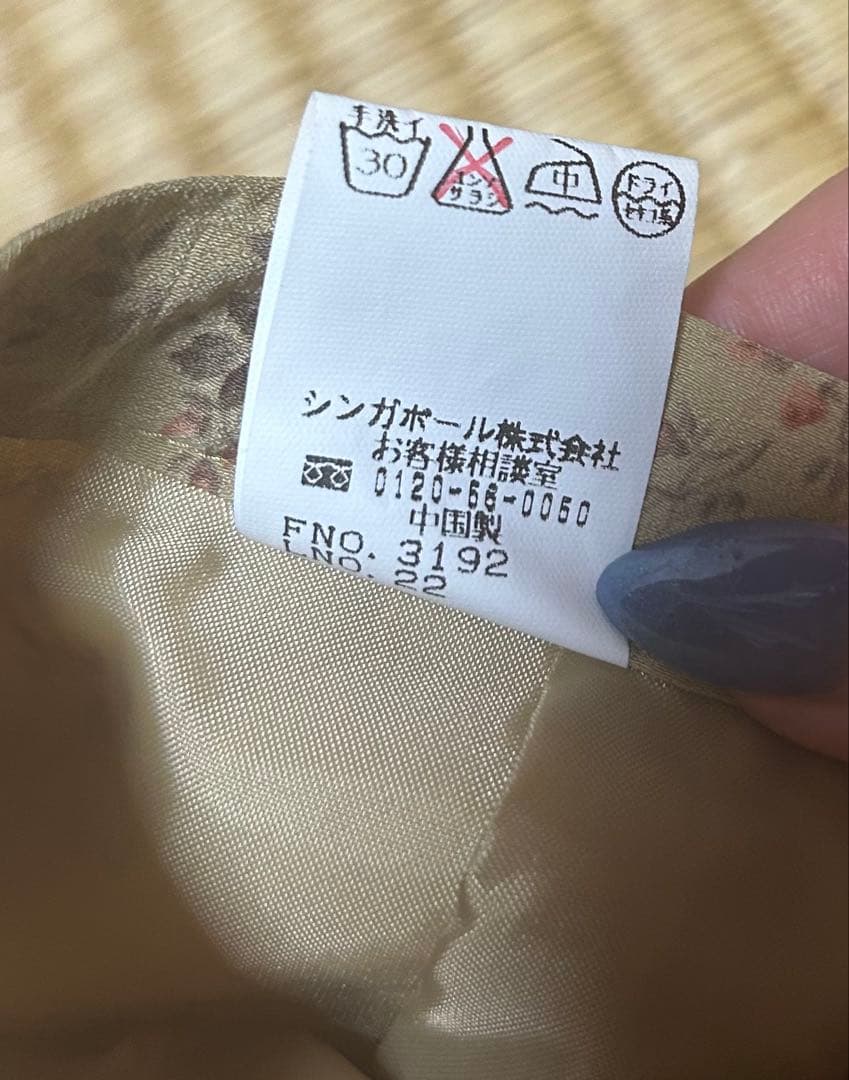 手洗イ
30
エンソ
サラシ
中
ドライ
セキユ系
シンガポール株式会社
お客様相談室
0120-66-0050
中国製
FNO. 3192
LNO. 22